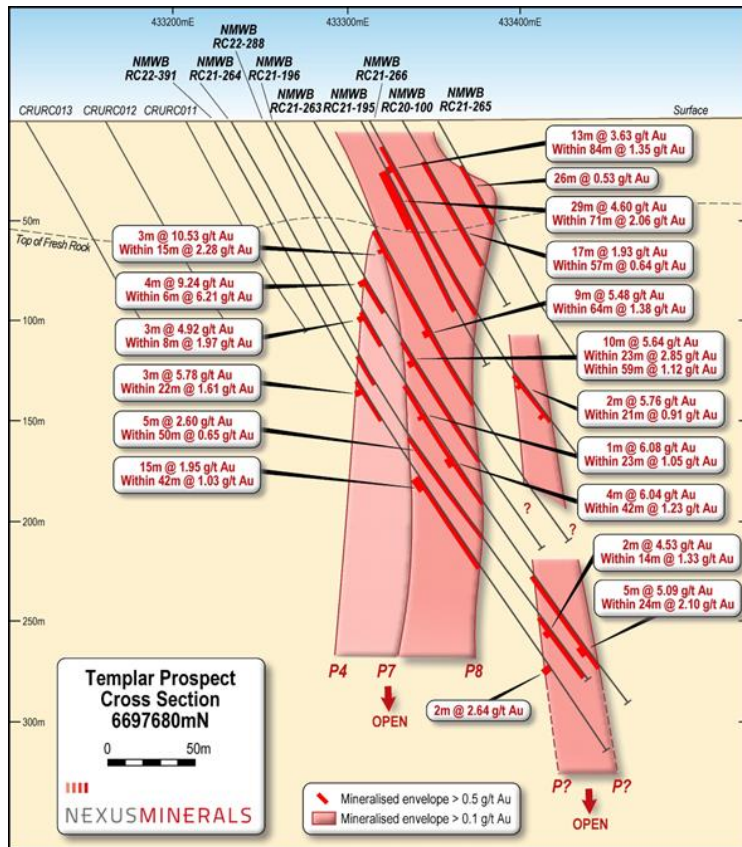 433200mE
433300mE
433400mE
NMWB
RC22-288
NMWB
RC22-391
NMWB
RC21-264
NMWB
RC21-196
NMWB
RC21-263
NMWB
RC21-195
NMWB
RC21-266
NMWB
RC20-100
NMWB
RC21-265
CRURC013
CRURC012
CRURC011
Surface
50m
Top of Fresh Rock
100m
150m
200m
250m
300m
3m @ 10.53 g/t Au
Within 15m @ 2.28 g/t Au
4m @ 9.24 g/t Au
Within 6m @ 6.21 g/t Au
3m @ 4.92 g/t Au
Within 8m @ 1.97 g/t Au
3m @ 5.78 g/t Au
Within 22m @ 1.61 g/t Au
5m @ 2.60 g/t Au
Within 50m @ 0.65 g/t Au
15m @ 1.95 g/t Au
Within 42m @ 1.03 g/t Au
13m @ 3.63 g/t Au
Within 84m @ 1.35 g/t Au
26m @ 0.53 g/t Au
29m @ 4.60 g/t Au
Within 71m @ 2.06 g/t Au
17m @ 1.93 g/t Au
Within 57m @ 0.64 g/t Au
9m @ 5.48 g/t Au
Within 64m @ 1.38 g/t Au
10m @ 5.64 g/t Au
Within 23m @ 2.85 g/t Au
Within 59m @ 1.12 g/t Au
2m @ 5.76 g/t Au
Within 21m @ 0.91 g/t Au
1m @ 6.08 g/t Au
Within 23m @ 1.05 g/t Au
4m @ 6.04 g/t Au
Within 42m @ 1.23 g/t Au
? ?
2m @ 4.53 g/t Au
Within 14m @ 1.33 g/t Au
5m @ 5.09 g/t Au
Within 24m @ 2.10 g/t Au
2m @ 2.64 g/t Au
P4 P7 P8
OPEN
P? P?
OPEN
Templar Prospect
Cross Section
6697680mN
0 50m
NEXUSMINERALS
Mineralised envelope > 0.5 g/t Au
Mineralised envelope > 0.1 g/t Au